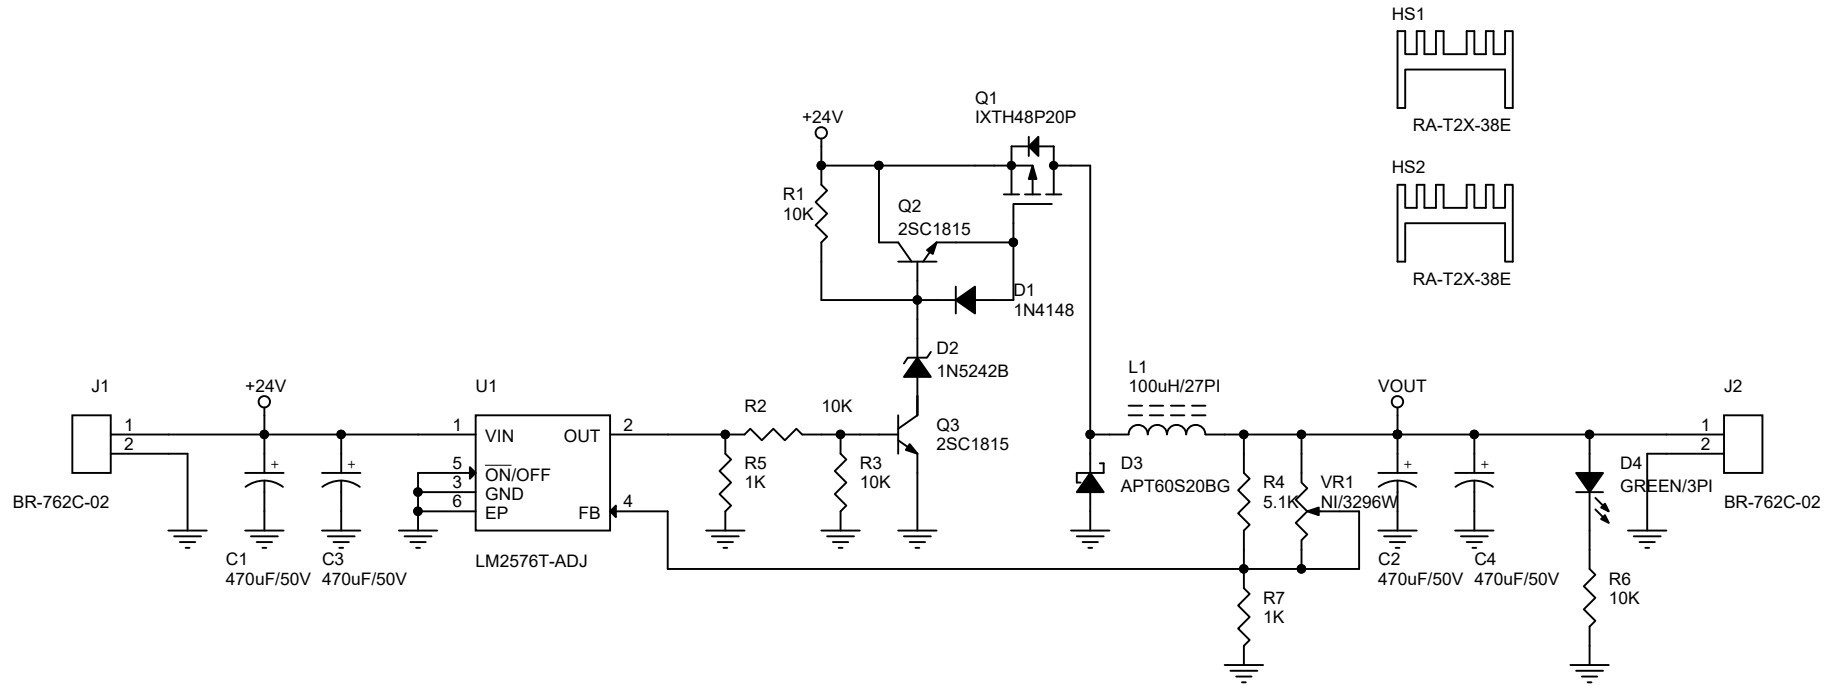 HS1
RA-T2X-38E
HS2
RA-T2X-38E
Q1
IXTH48P20P
+24V
R1
10K
Q2
2SC1815
D1
1N4148
D2
1N5242B
Q3
2SC1815
J1
1
2
BR-762C-02
+24V
+
C1
470uF/50V
+
C3
470uF/50V
U1
1
VIN
OUT
2
5
ON/OFF
3
GND
6
EP
FB
4
LM2576T-ADJ
R2
10K
R5
1K
R3
10K
L1
100uH/27PI
D3
APT60S20BG
R4
5.1K
VR1
NI/3296W
R7
1K
VOUT
+
C2
470uF/50V
+
C4
470uF/50V
D4
GREEN/3PI
R6
10K
J2
1
2
BR-762C-02